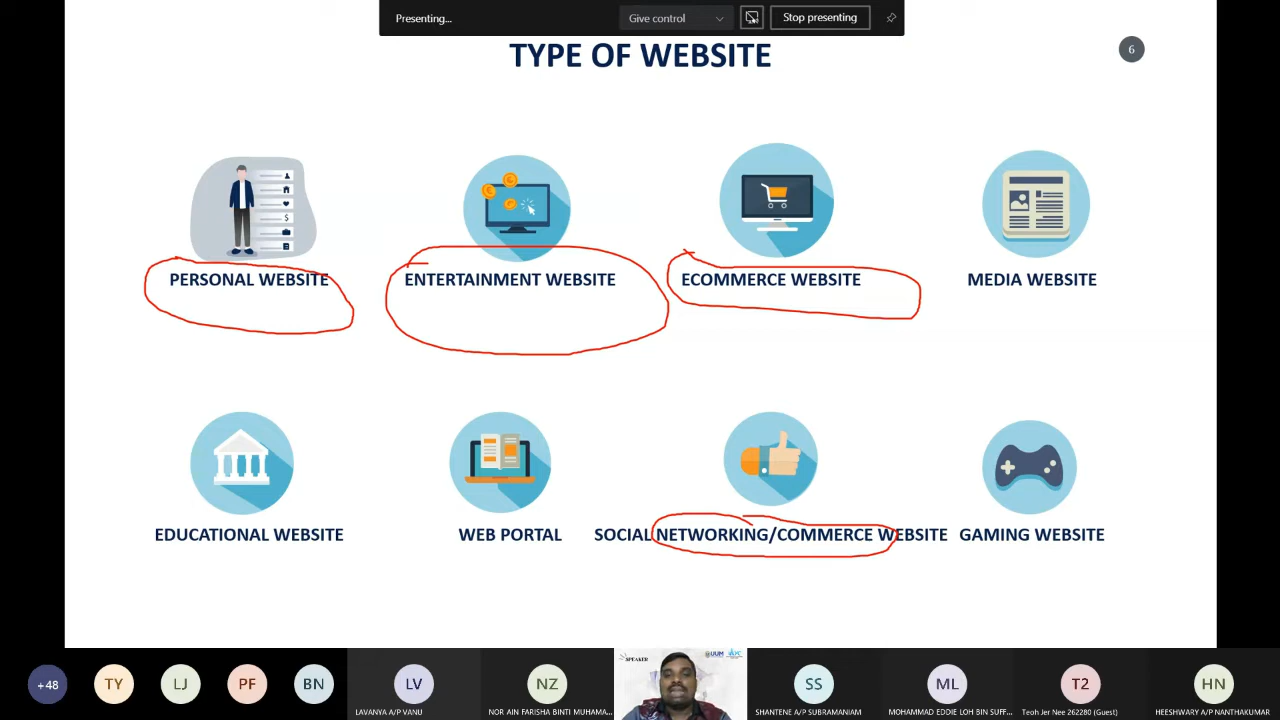 Presenting...
Give control
Stop presenting
TYPE OF WEBSITE
6
PERSONAL WEBSITE
ENTERTAINMENT WEBSITE
ECOMMERCE WEBSITE
MEDIA WEBSITE
EDUCATIONAL WEBSITE
WEB PORTAL
SOCIAL NETWORKING/COMMERCE WEBSITE
GAMING WEBSITE
+48
TY
LJ
PF
BN
LV
LAVANYA A/P VANU
NZ
NOR AIN FARISHA BINTI MUHAMA...
SPEAKER
UUM
SS
SHANTENE A/P SUBRAMANIAM
ML
MOHAMMAD EDDIE LOH BIN SUFF...
T2
Teoh Jer Nee 262280 (Guest)
HN
HEESHWARY A/P NANTHAKUMAR